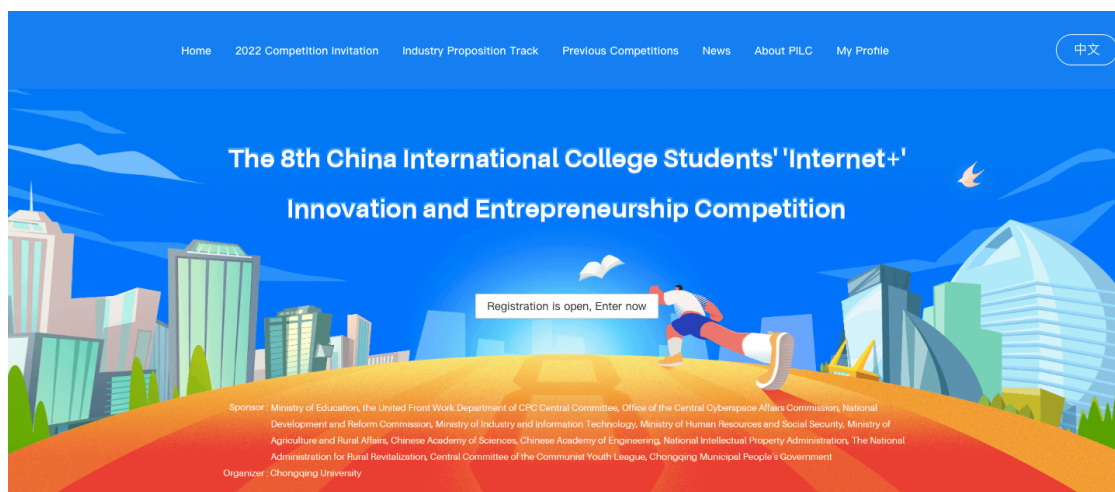 Home 2022 Competition Invitation Industry Proposition Track Previous Competitions News About PILC My Profile 中文
The 8th China International College Students' 'Internet+'
Innovation and Entrepreneurship Competition
Registration is open, Enter now
Sponsor : Ministry of Education, the United Front Work Department of CPC Central Committee, Office of the Central Cyberspace Affairs Commission, National
Development and Reform Commission, Ministry of Industry and Information Technology, Ministry of Human Resources and Social Security, Ministry of
Agriculture and Rural Affairs, Chinese Academy of Sciences, Chinese Academy of Engineering, National Intellectual Property Administration, The National
Administration for Rural Revitalization, Central Committee of the Communist Youth League, Chongqing Municipal People's Government
Organizer : Chongqing University